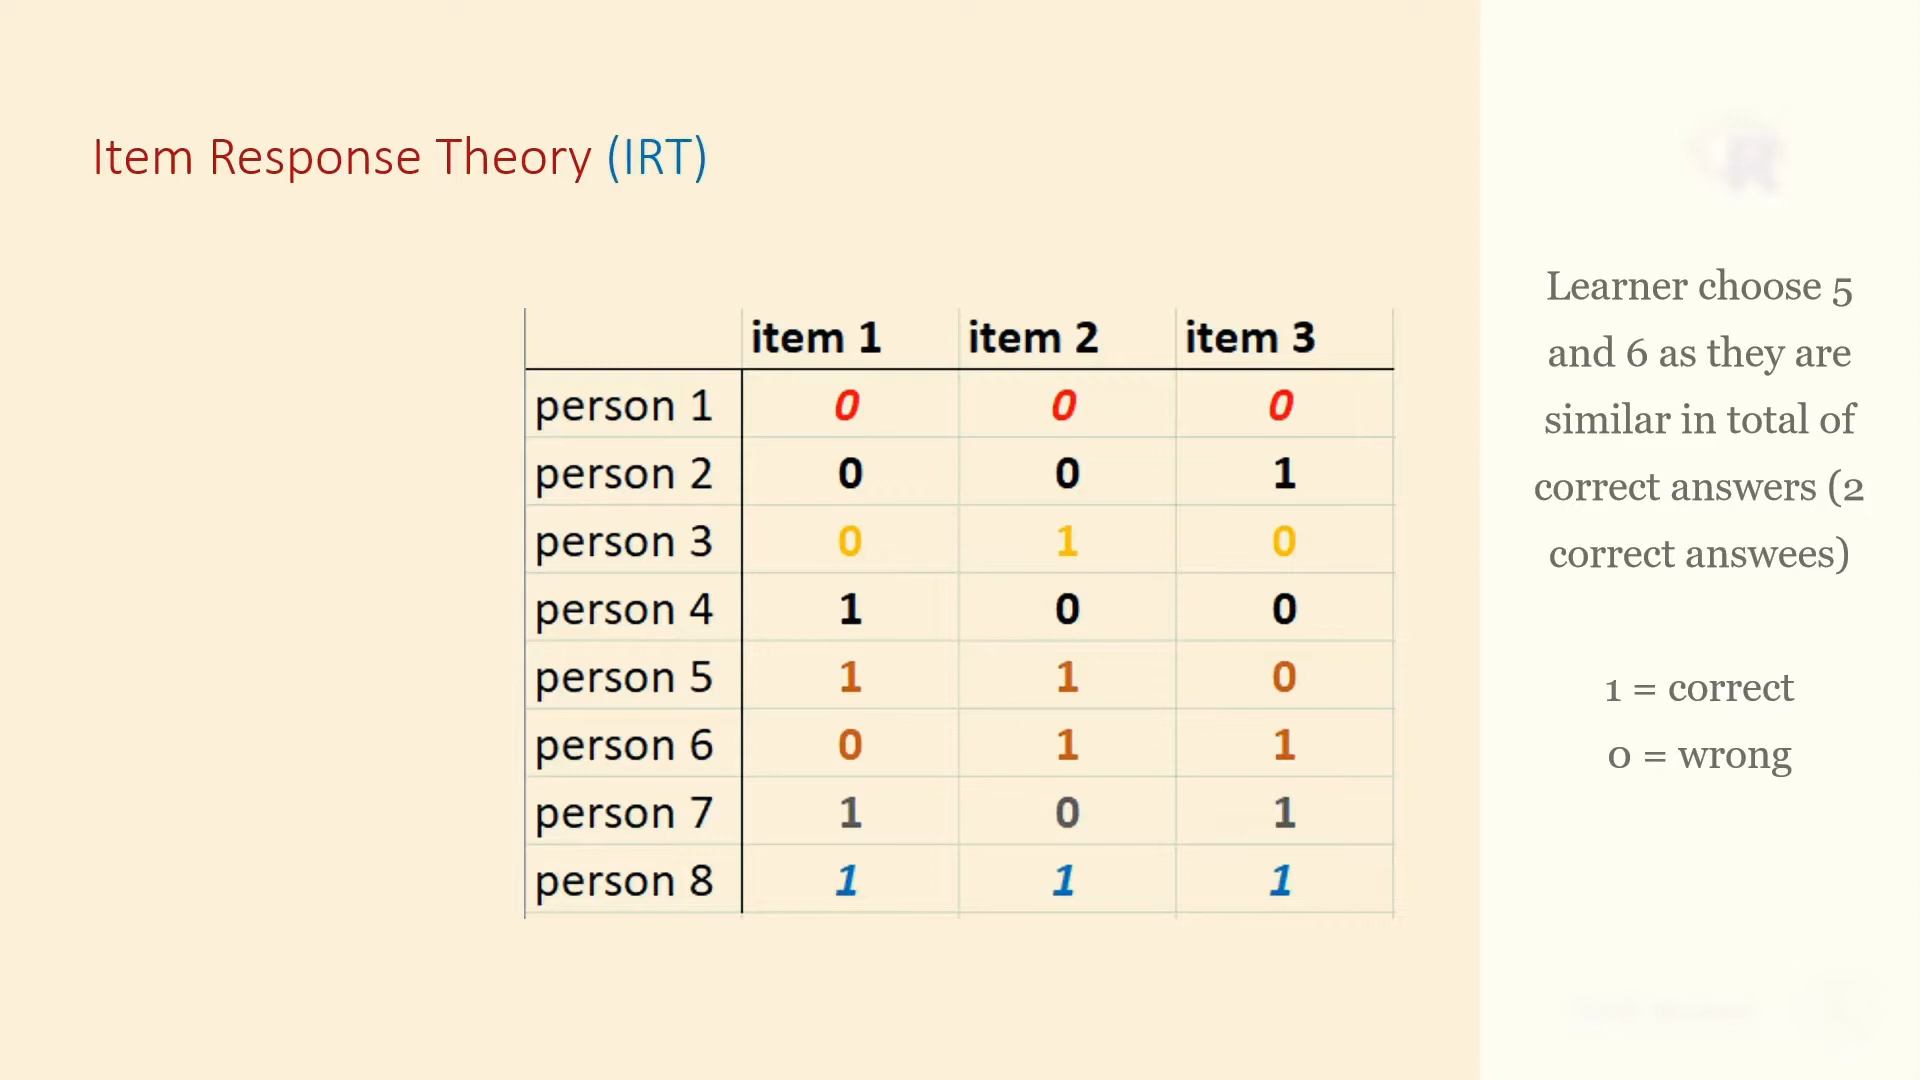 Item Response Theory (IRT)
item 1 item 2 item 3
person 1 0 0 0
person 2 0 0 1
person 3 0 1 0
person 4 1 0 0
person 5 1 1 0
person 6 0 1 1
person 7 1 0 1
person 8 1 1 1
Learner choose 5
and 6 as they are
similar in total of
correct answers (2
correct answees)
1 = correct
0 = wrong
R